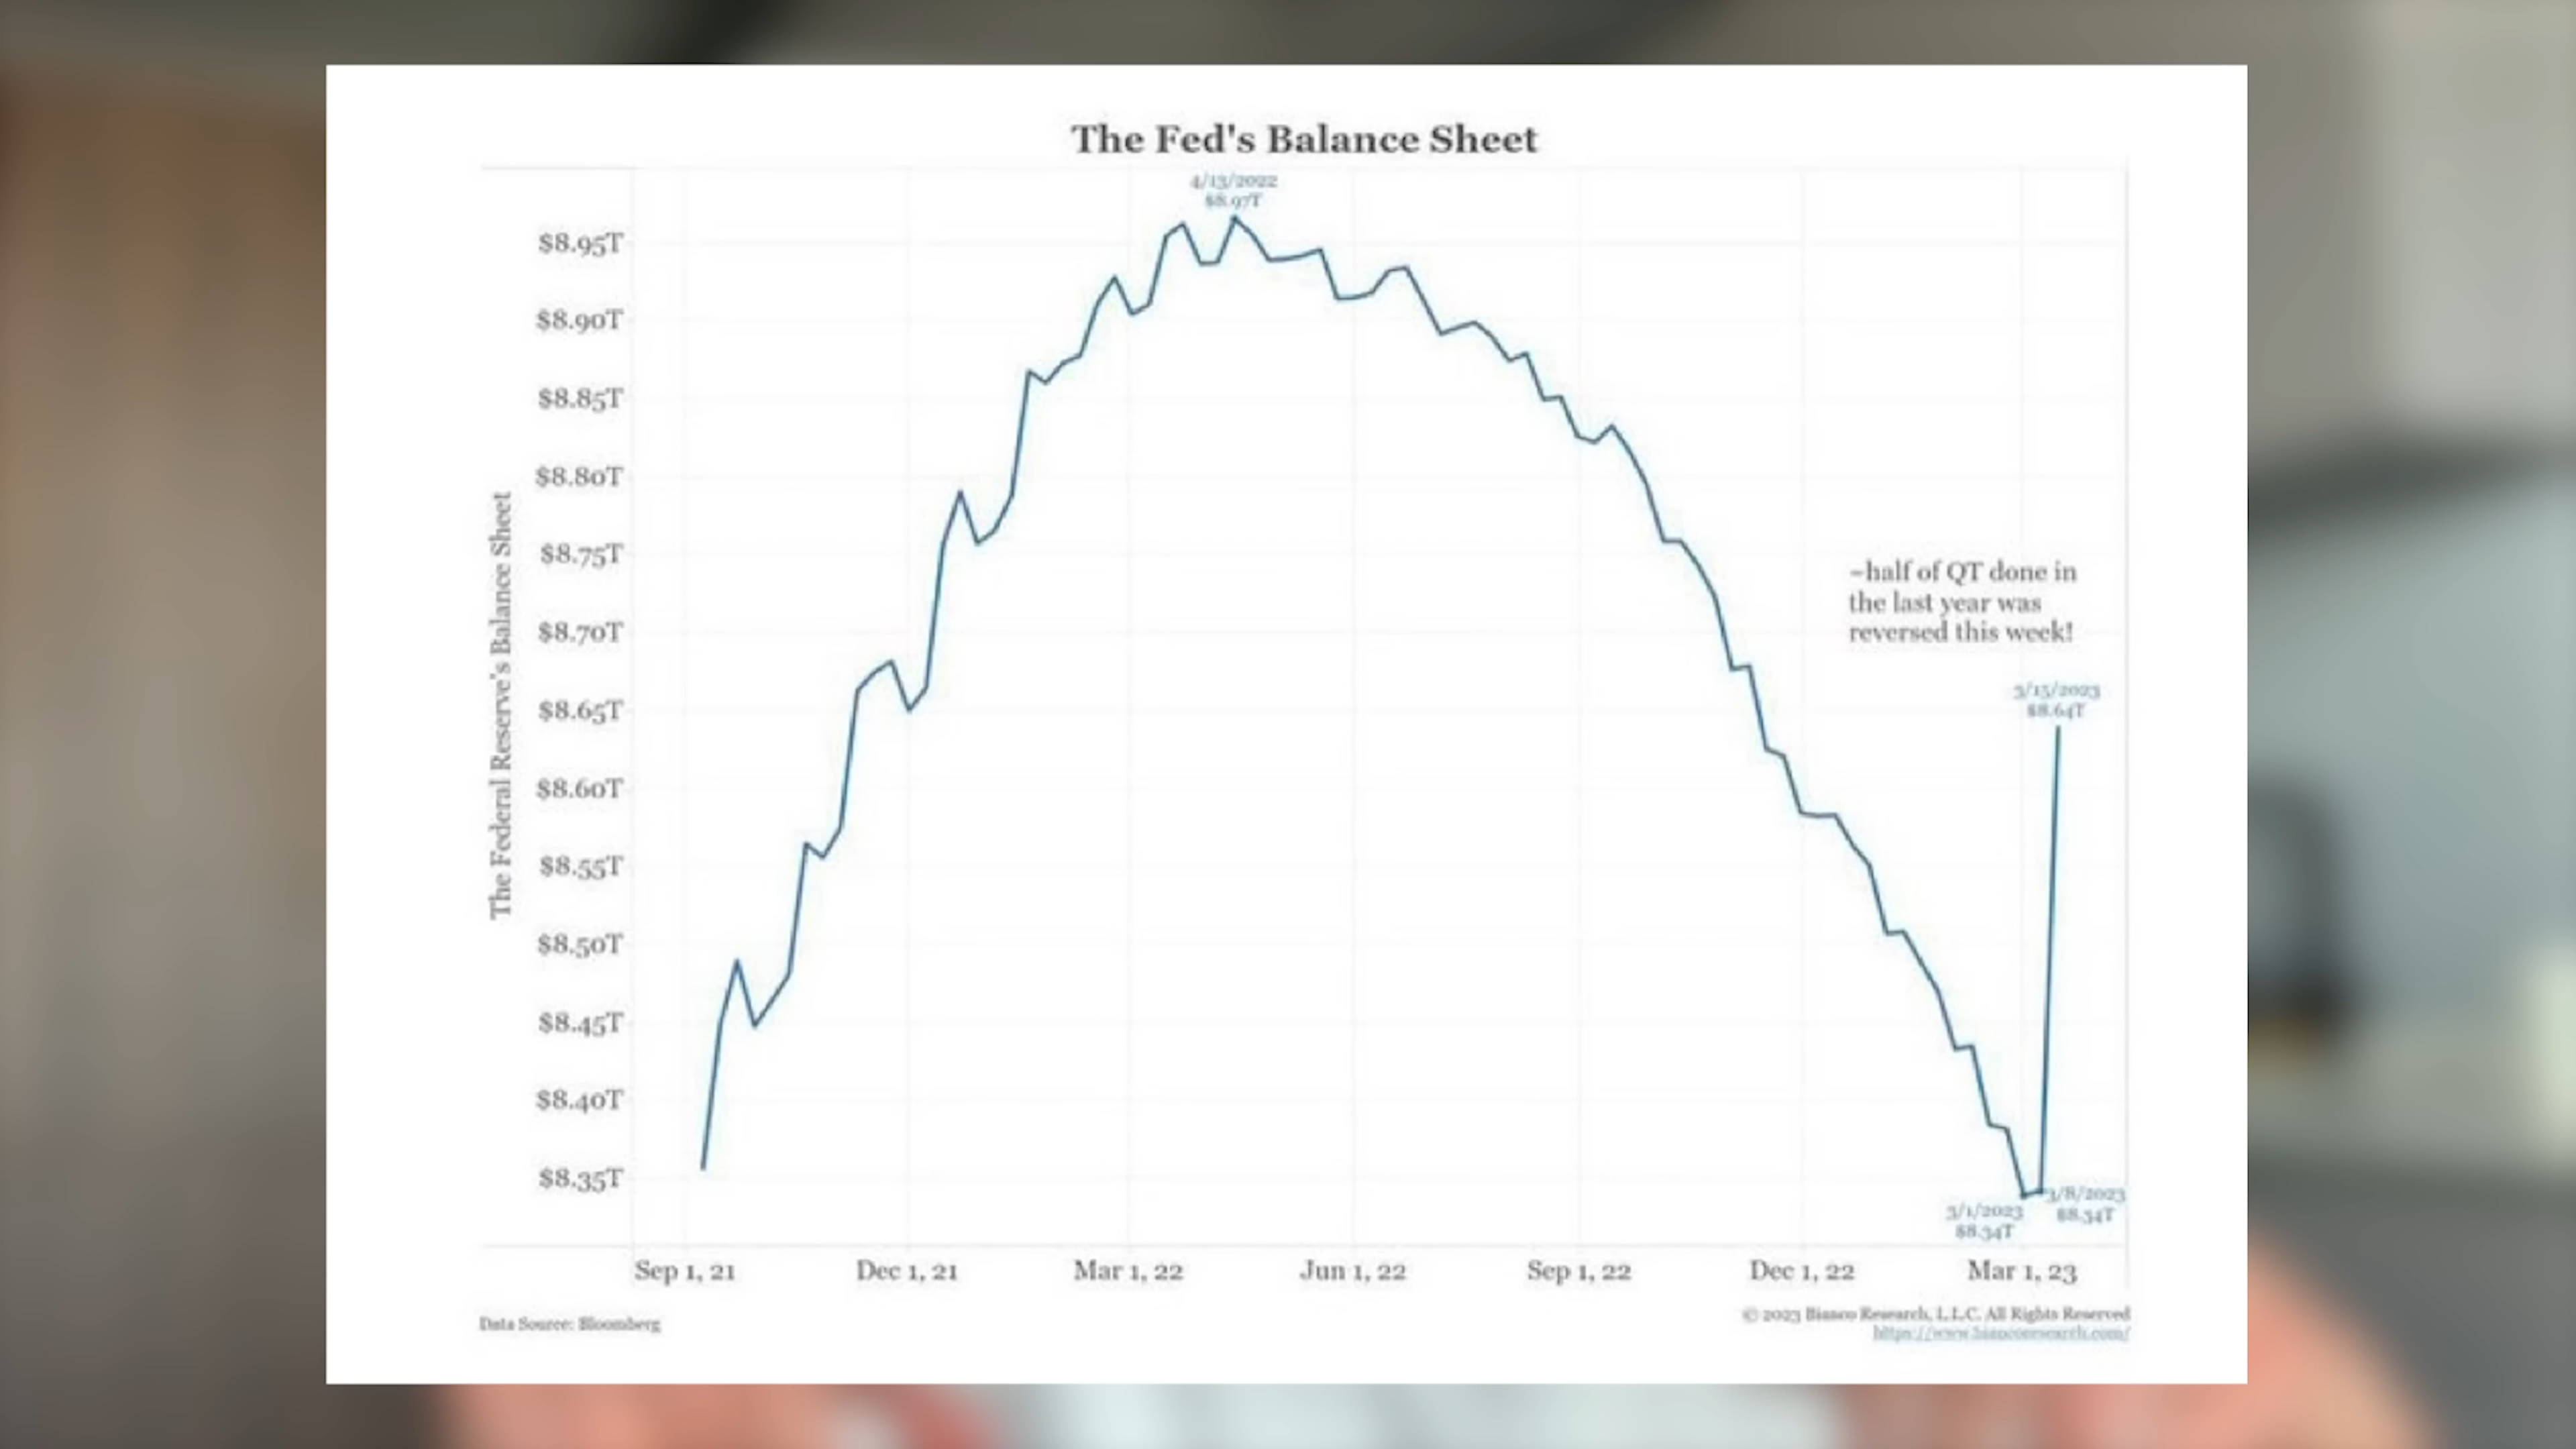 The Fed's Balance Sheet
4/13/2022
$8.97T
$8.95T
$8.90T
$8.85T
$8.80T
$8.75T
$8.70T
$8.65T
$8.60T
$8.55T
$8.50T
$8.45T
$8.40T
$8.35T
The Federal Reserve's Balance Sheet
~half of QT done in
the last year was
reversed this week!
3/15/2023
$8.64T
3/8/2023
$8.34T
3/1/2023
$8.34T
Sep 1, 21
Dec 1, 21
Mar 1, 22
Jun 1, 22
Sep 1, 22
Dec 1, 22
Mar 1, 23
Data Source: Bloomberg
© 2023 Bianco Research, L.L.C. All Rights Reserved
https://www.biancoresearch.com/